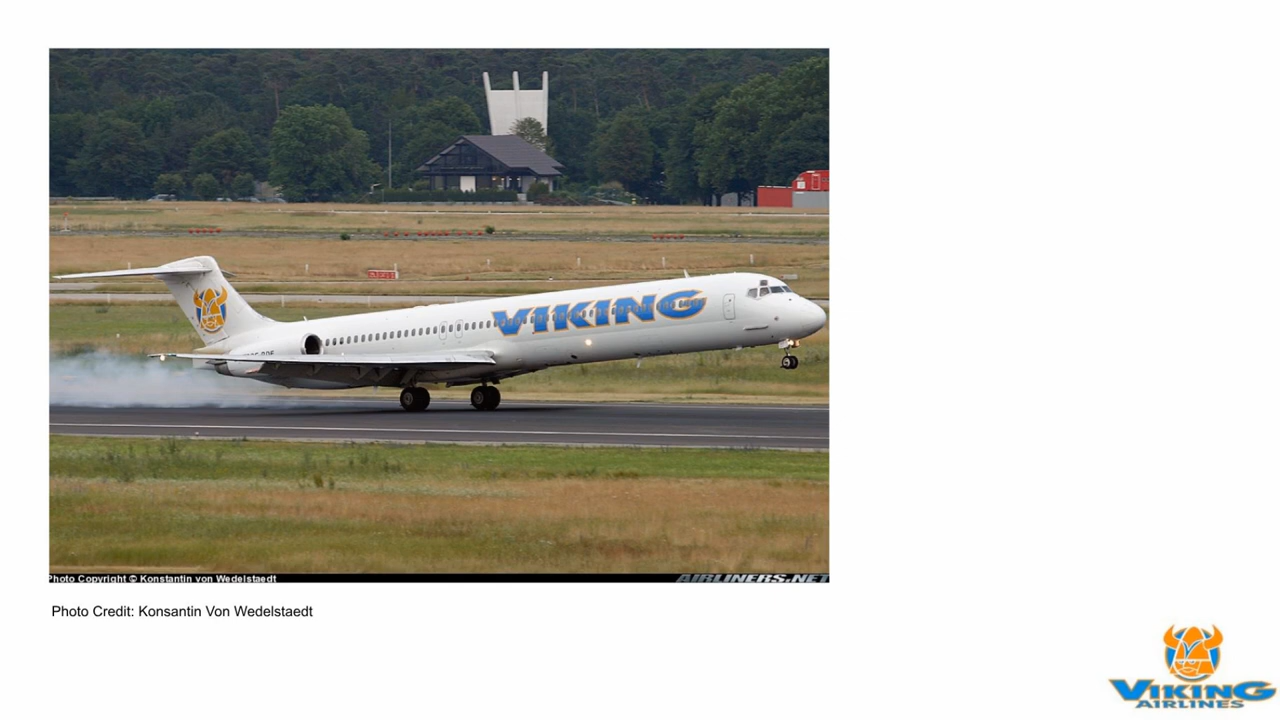 VIKING
Photo Copyright © Konstantin von Wedelstaedt
AIRLINERS.NET
Photo Credit: Konsantin Von Wedelstaedt
VIKING
AIRLINES